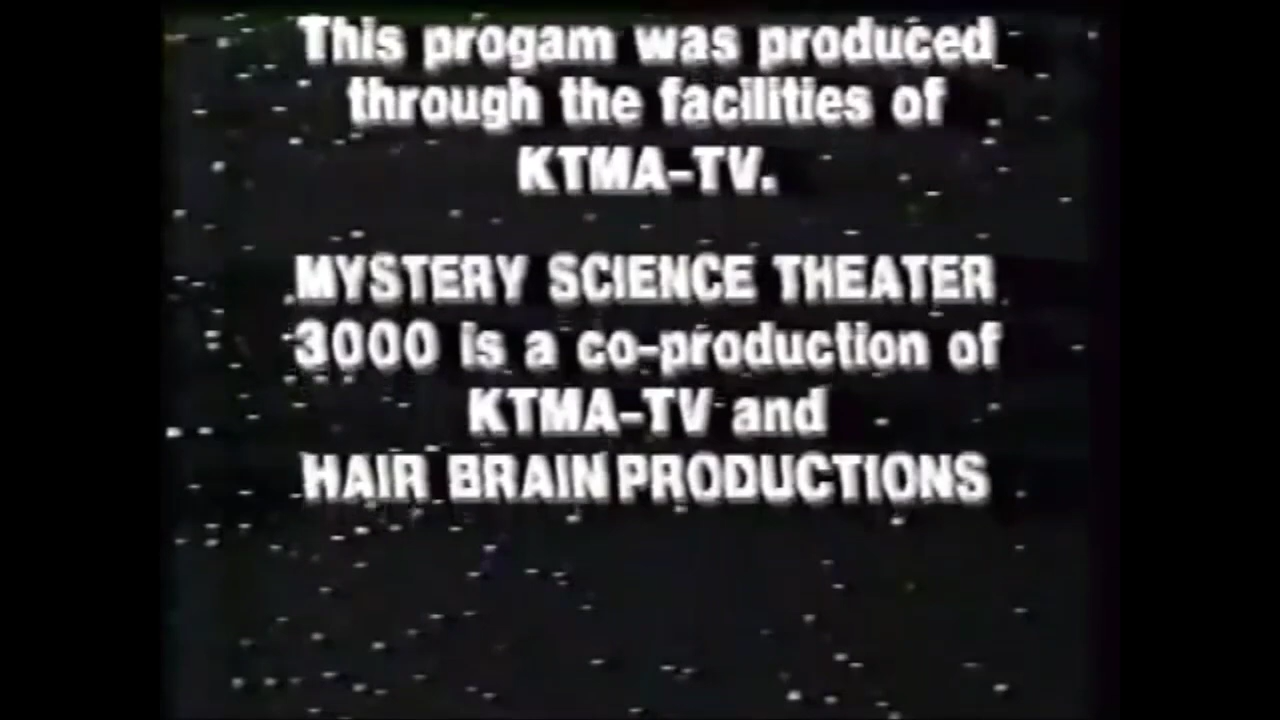 This progam was produced
through the facilities of
KTMA-TV.
MYSTERY SCIENCE THEATER
3000 is a co-production of
KTMA-TV and
HAIR BRAIN PRODUCTIONS